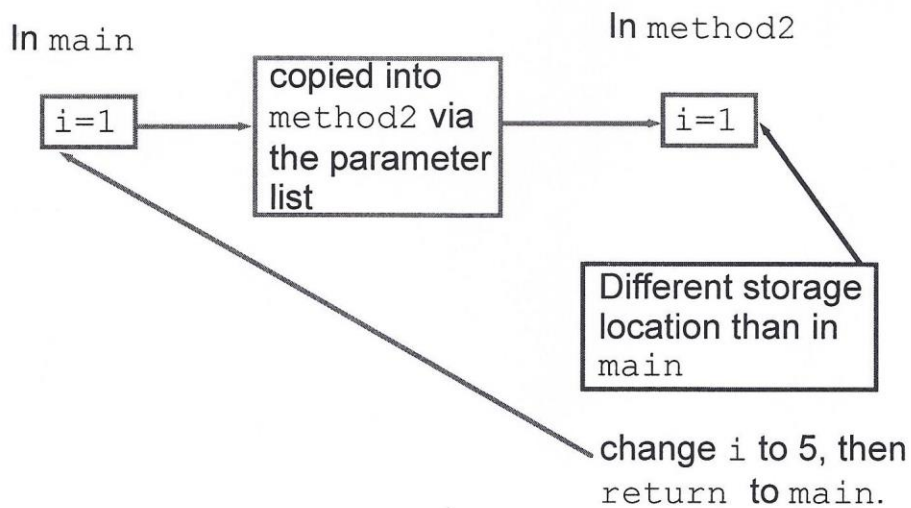 In main
In method2
i=1
copied into
method2 via
the parameter
list
i=1
Different storage
location than in
main
change i to 5, then
return to main.